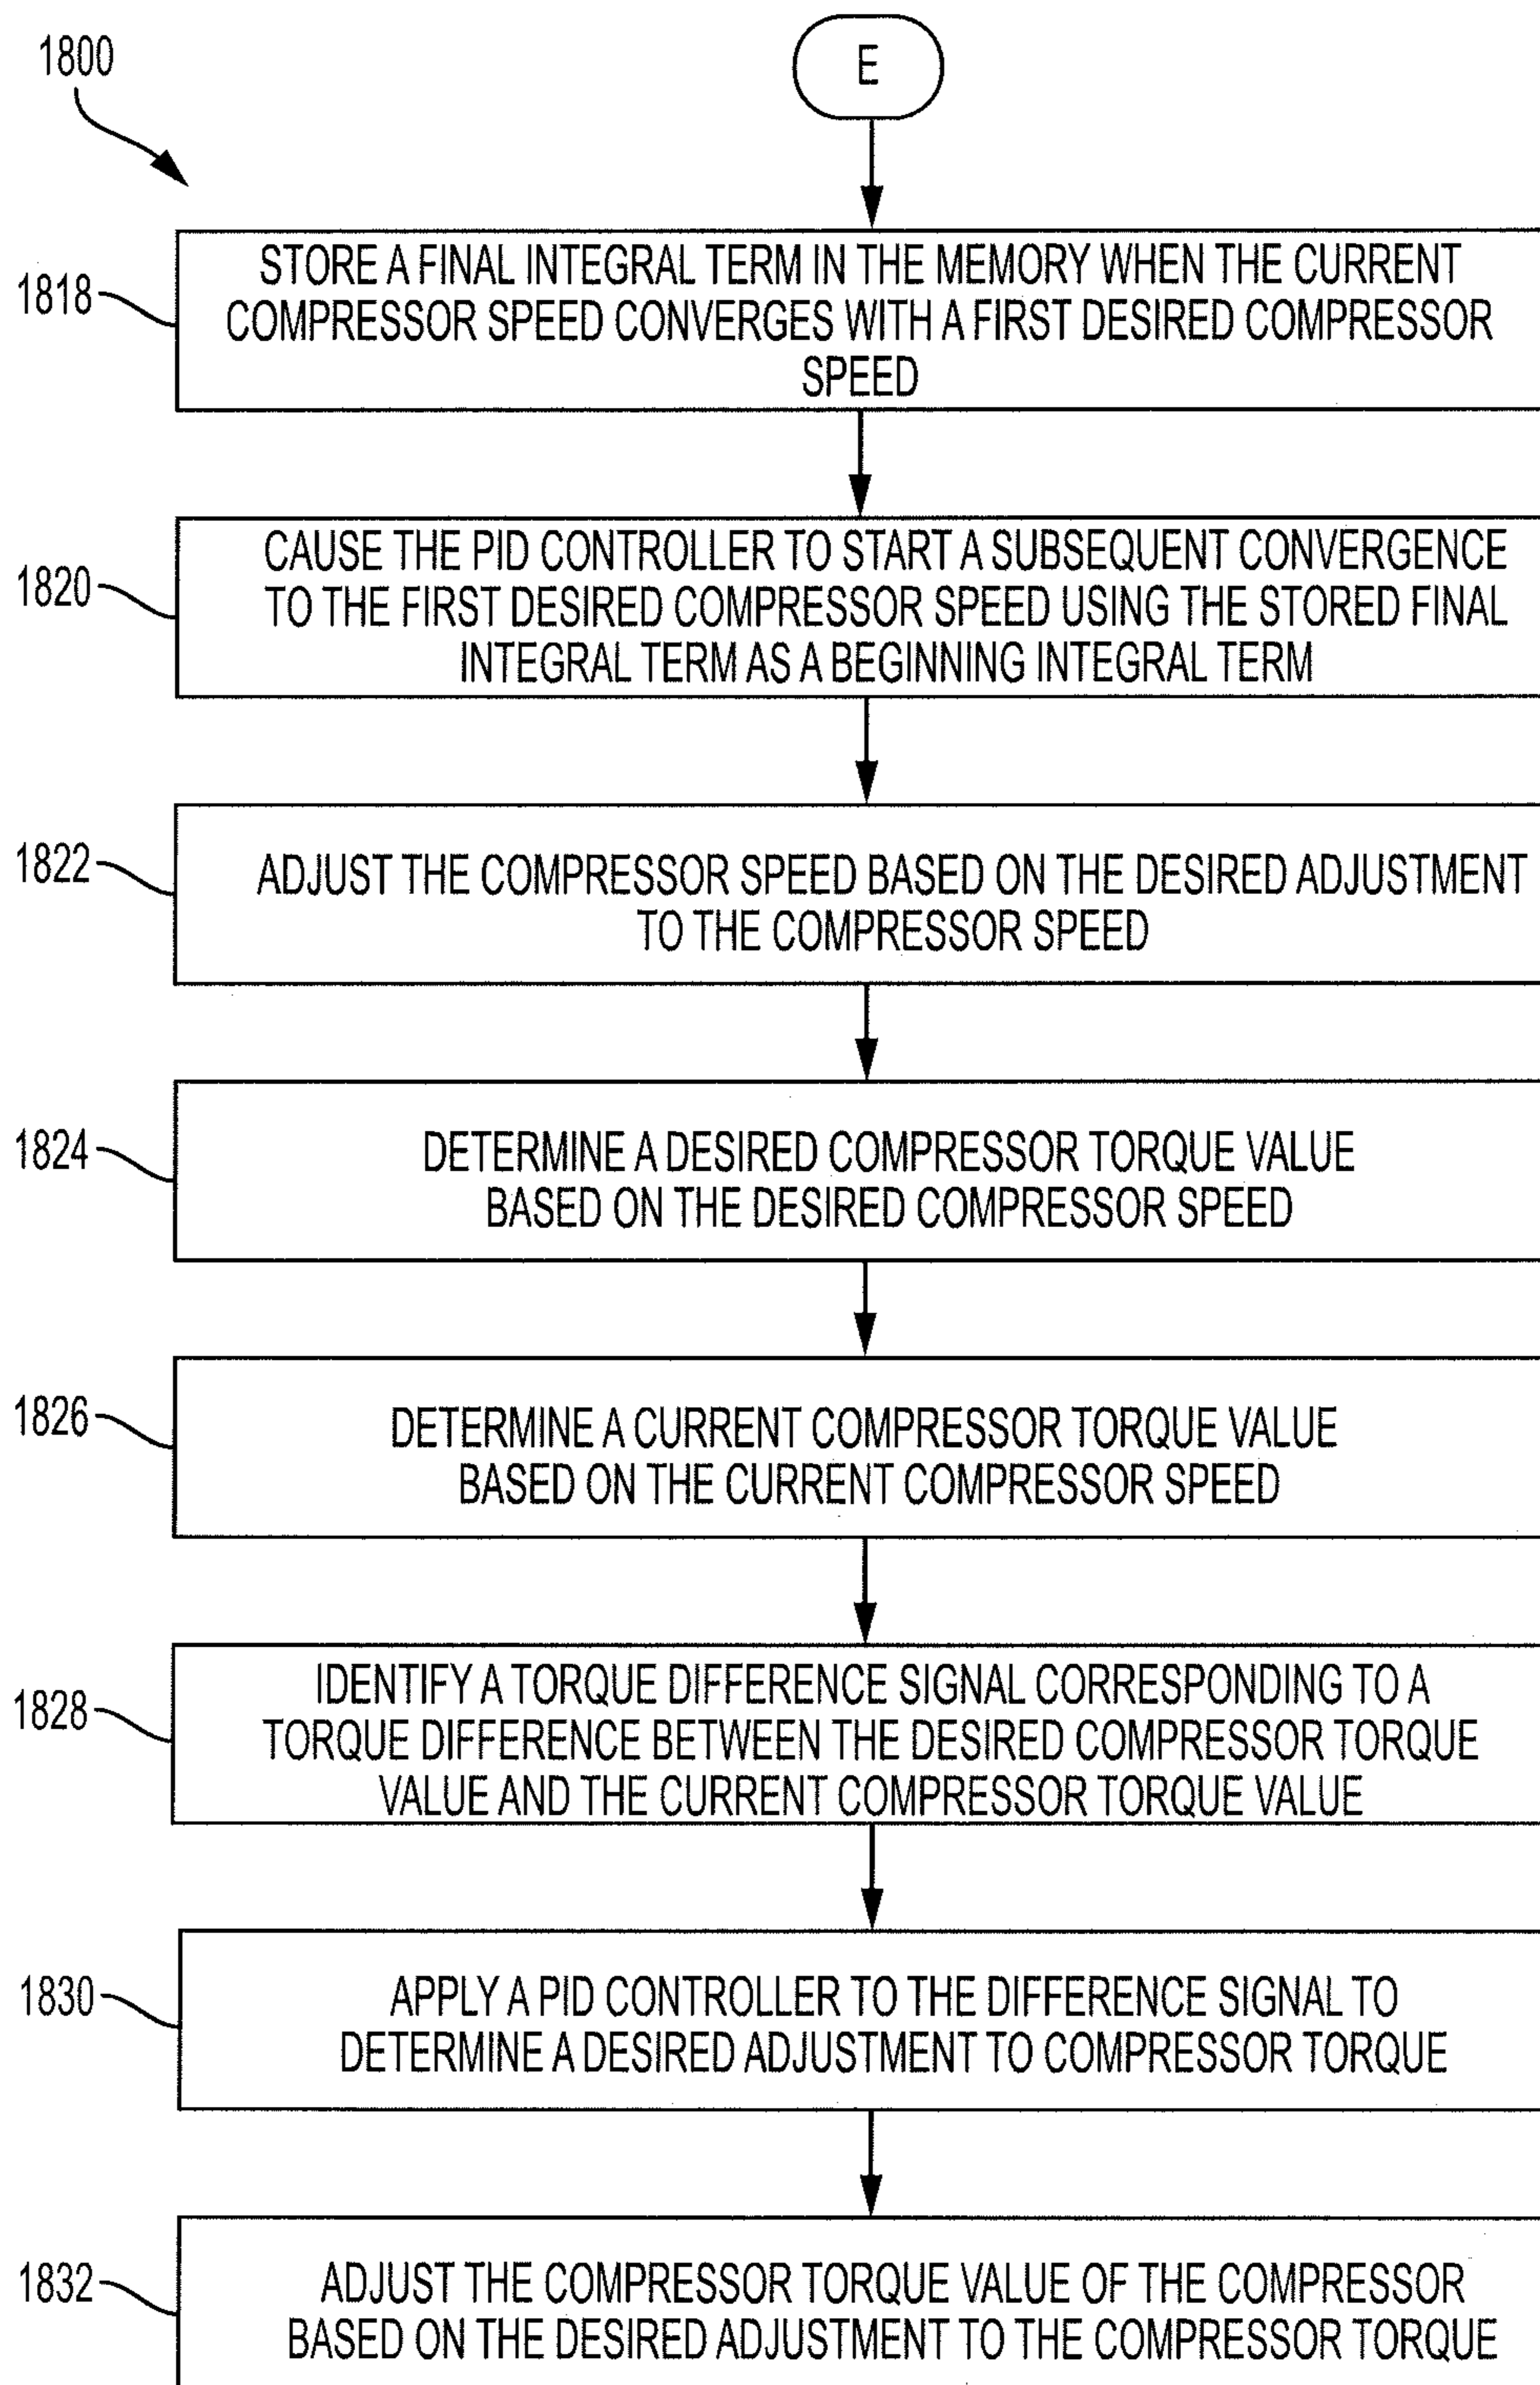 1800
E
1818
STORE A FINAL INTEGRAL TERM IN THE MEMORY WHEN THE CURRENT
COMPRESSOR SPEED CONVERGES WITH A FIRST DESIRED COMPRESSOR
SPEED
1820
CAUSE THE PID CONTROLLER TO START A SUBSEQUENT CONVERGENCE
TO THE FIRST DESIRED COMPRESSOR SPEED USING THE STORED FINAL
INTEGRAL TERM AS A BEGINNING INTEGRAL TERM
1822
ADJUST THE COMPRESSOR SPEED BASED ON THE DESIRED ADJUSTMENT
TO THE COMPRESSOR SPEED
1824
DETERMINE A DESIRED COMPRESSOR TORQUE VALUE
BASED ON THE DESIRED COMPRESSOR SPEED
1826
DETERMINE A CURRENT COMPRESSOR TORQUE VALUE
BASED ON THE CURRENT COMPRESSOR SPEED
1828
IDENTIFY A TORQUE DIFFERENCE SIGNAL CORRESPONDING TO A
TORQUE DIFFERENCE BETWEEN THE DESIRED COMPRESSOR TORQUE
VALUE AND THE CURRENT COMPRESSOR TORQUE VALUE
1830
APPLY A PID CONTROLLER TO THE DIFFERENCE SIGNAL TO
DETERMINE A DESIRED ADJUSTMENT TO COMPRESSOR TORQUE
1832
ADJUST THE COMPRESSOR TORQUE VALUE OF THE COMPRESSOR
BASED ON THE DESIRED ADJUSTMENT TO THE COMPRESSOR TORQUE